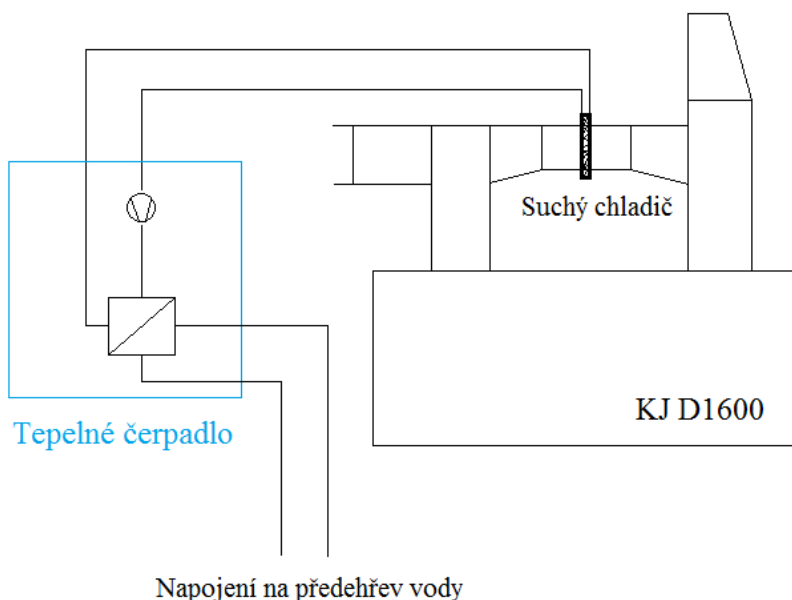 Suchý chladič
KJ D1600
Tepelné čerpadlo
Napojení na předehřev vody